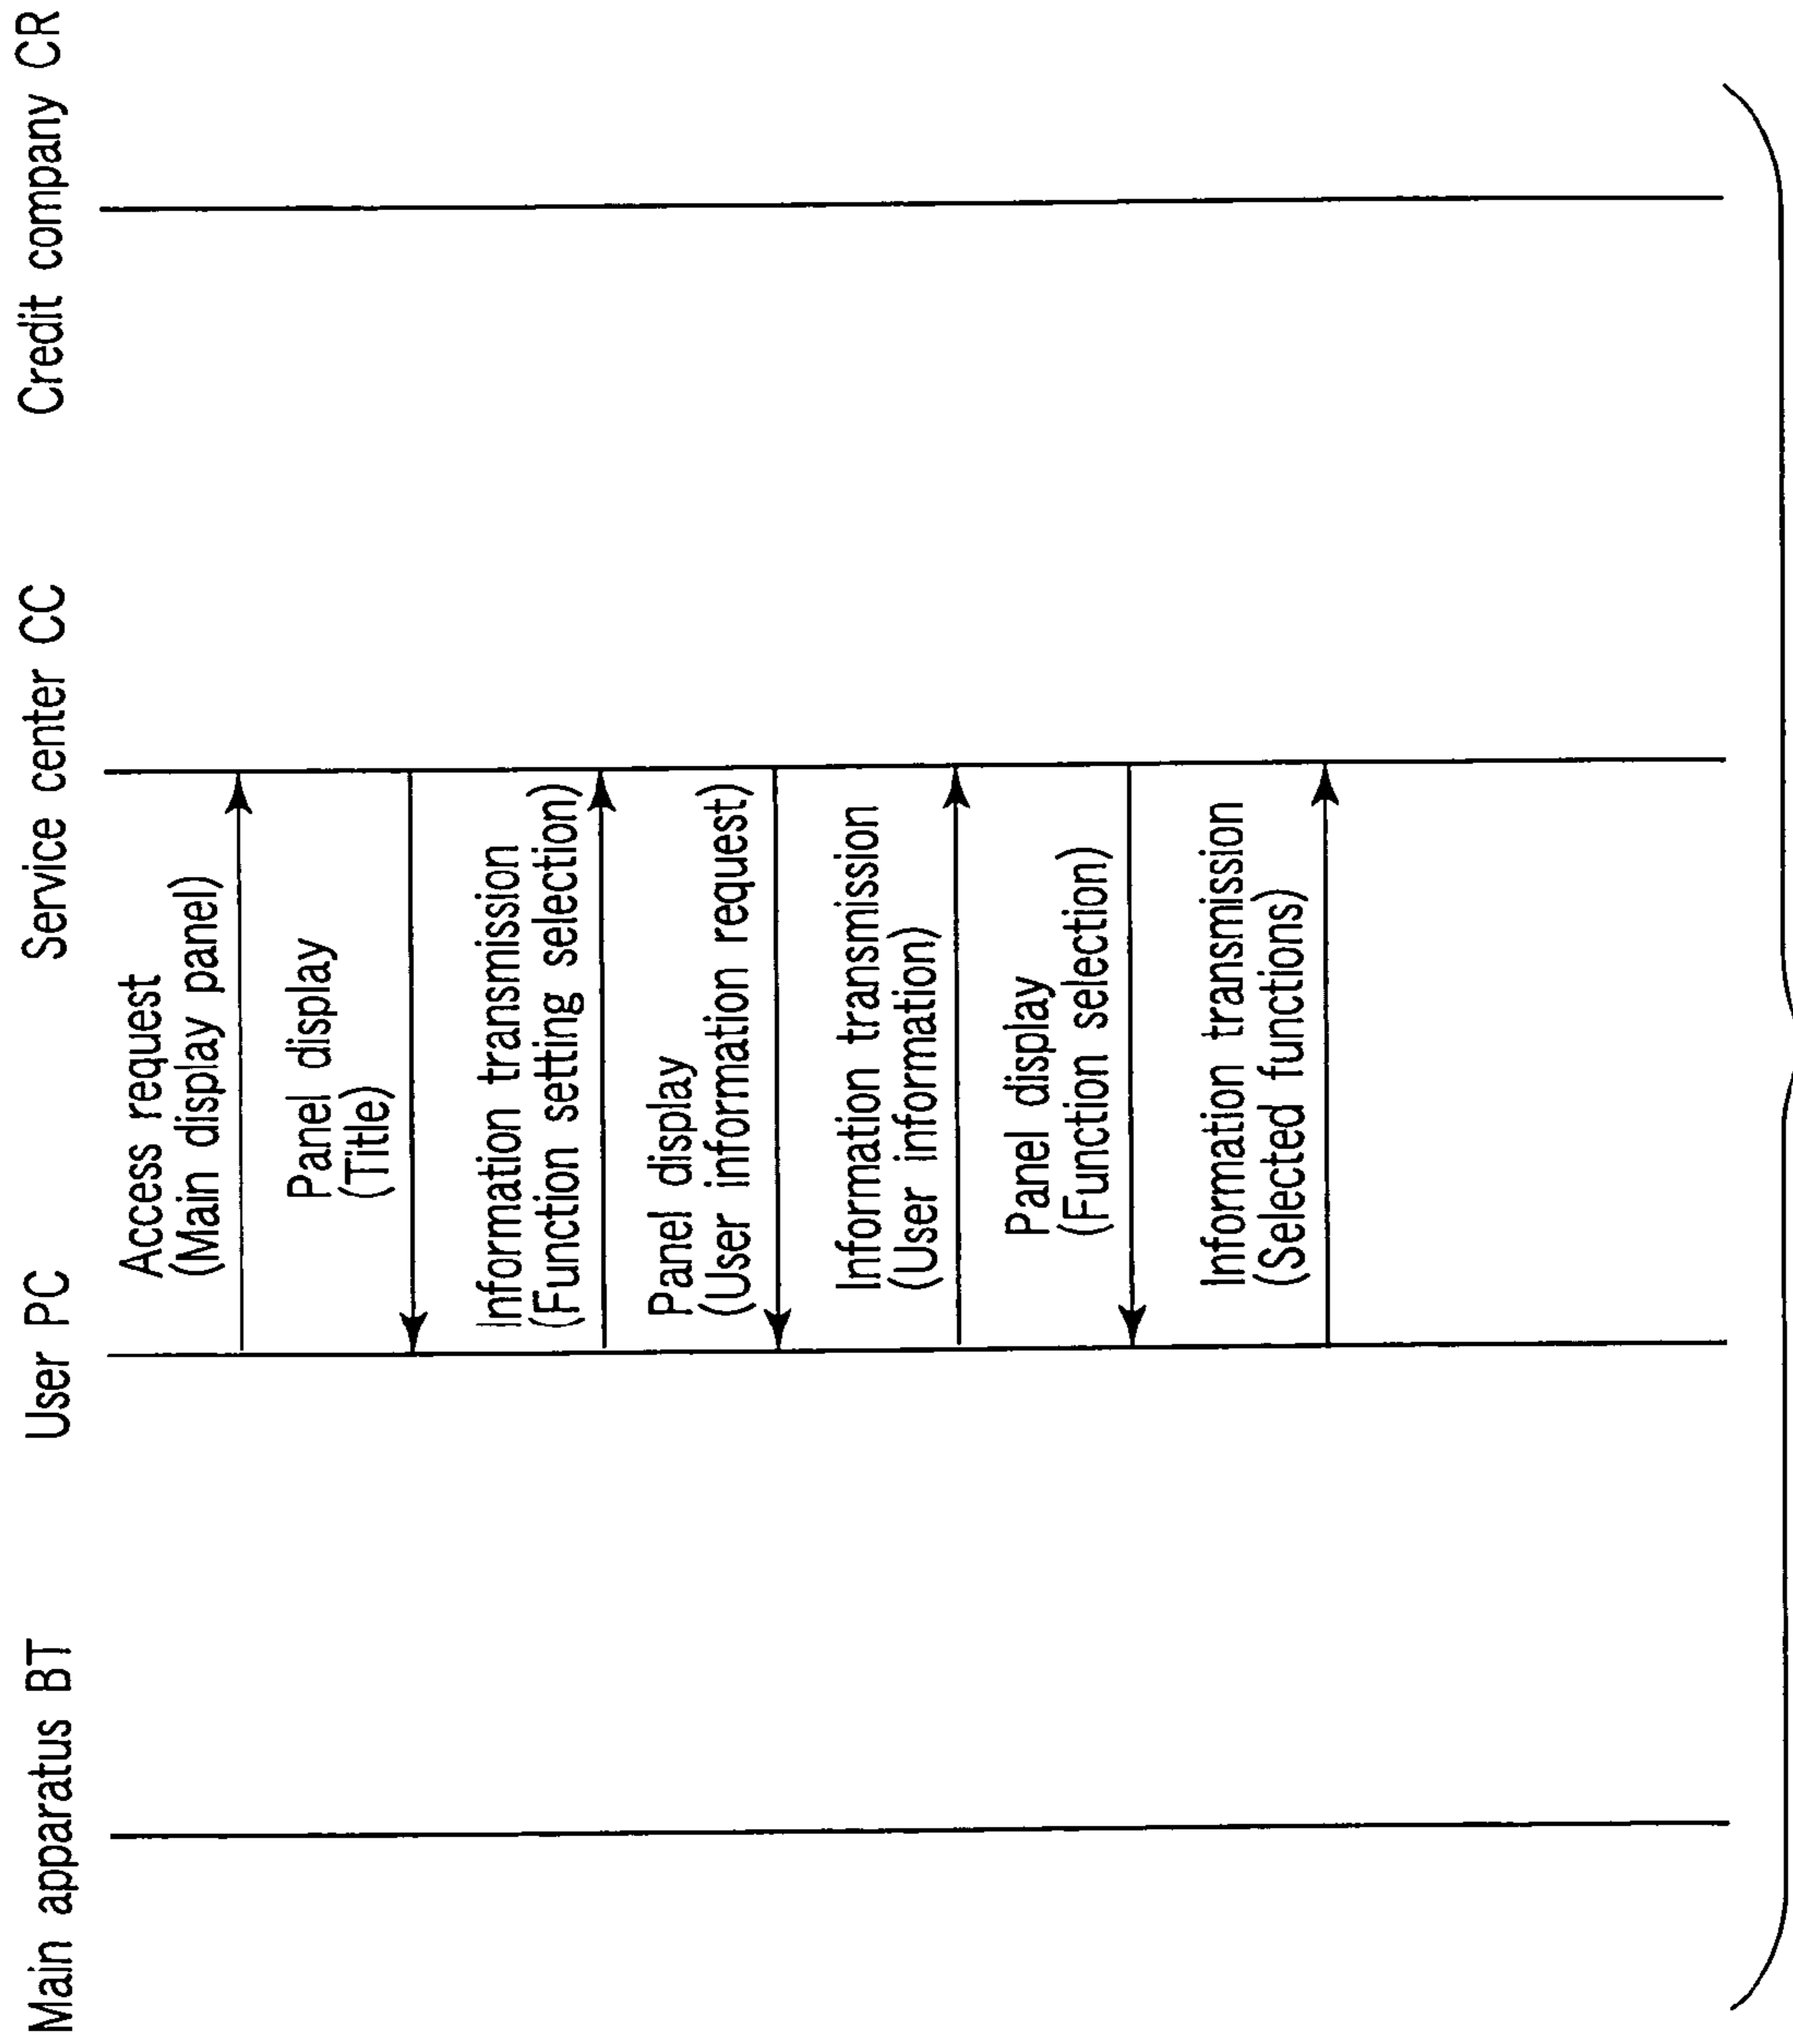 Main apparatus BT
User PC
Service center CC
Credit company CR
Access request
(Main display panel)
Panel display
(Title)
Information transmission
(Function setting selection)
Panel display
(User information request)
Information transmission
(User information)
Panel display
(Function selection)
Information transmission
(Selected functions)